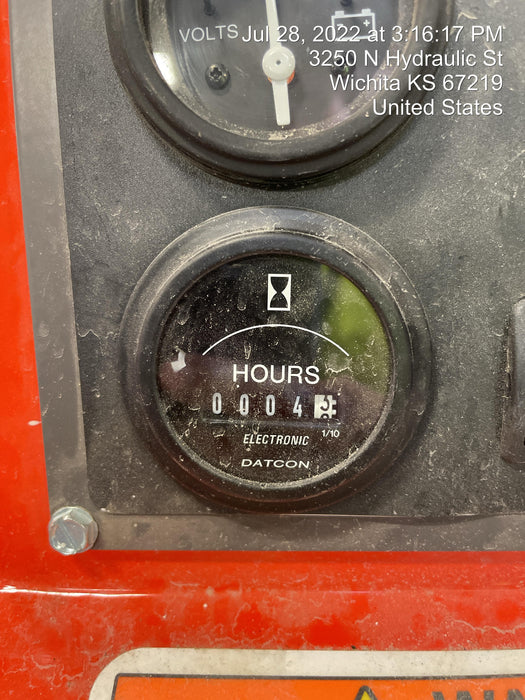 VOLTS
Jul 28, 2022 at 3:16:17 PM
3250 N Hydraulic St
Wichita KS 67219
United States
HOURS
0004
1/10
ELECTRONIC
DATCON